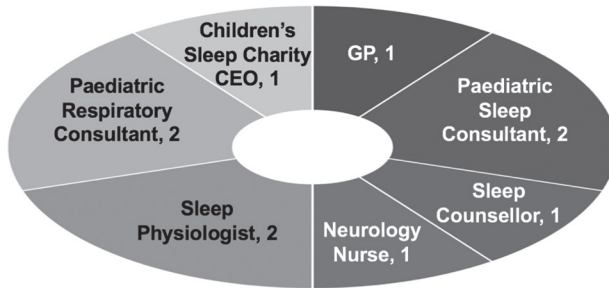 Children's
Sleep Charity
CEO, 1
GP, 1
Paediatric
Respiratory
Consultant, 2
Paediatric
Sleep
Consultant, 2
Sleep
Physiologist, 2
Neurology
Nurse, 1
Sleep
Counsellor, 1